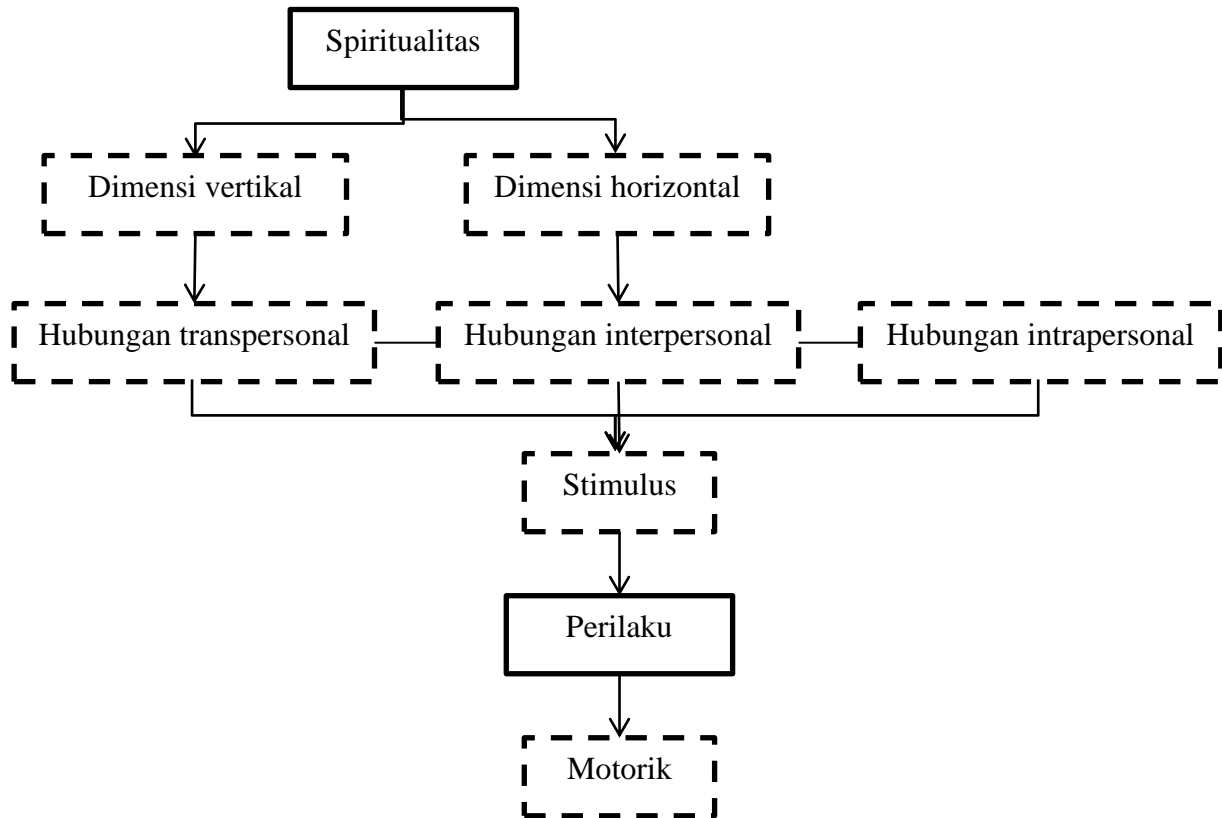 Spiritualitas
Dimensi vertikal
Dimensi horizontal
Hubungan transpersonal
Hubungan interpersonal
Hubungan intrapersonal
Stimulus
Perilaku
Motorik